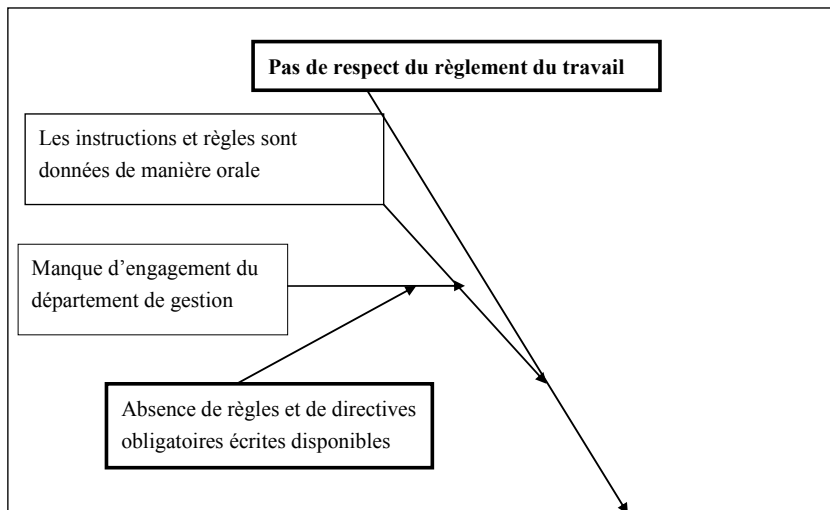 Pas de respect du règlement du travail
Les instructions et règles sont
données de manière orale
Manque d’engagement du
département de gestion
Absence de règles et de directives
obligatoires écrites disponibles